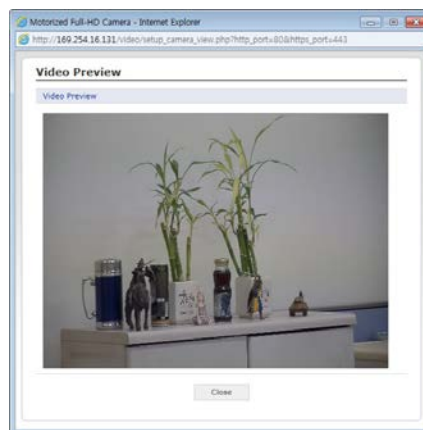 Motorized Full-HD Camera - Internet Explorer
http://169.254.16.131/video/setup_camera_view.php?http_port=80&https_port=443
Video Preview
Video Preview
Close